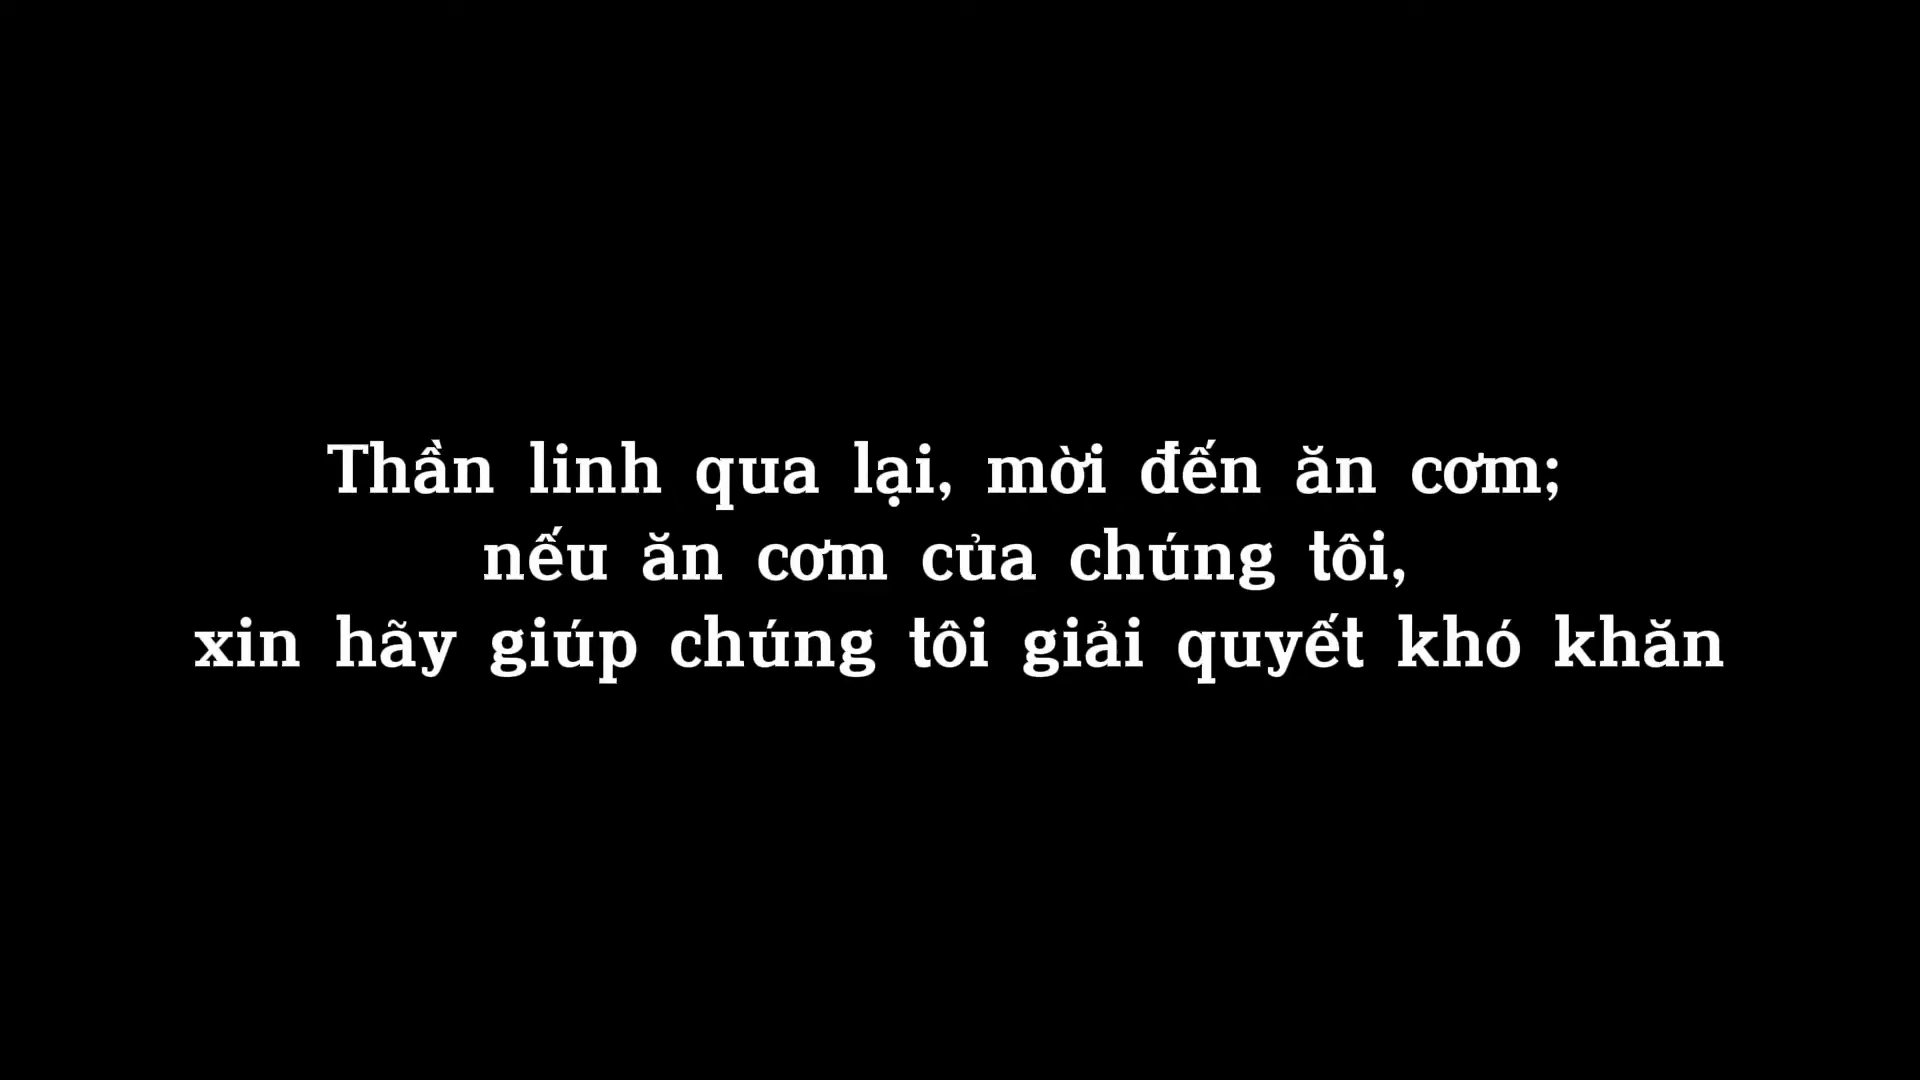 Thần linh qua lại, mời đến ăn cơm;
nếu ăn cơm của chúng tôi,
xin hãy giúp chúng tôi giải quyết khó khăn